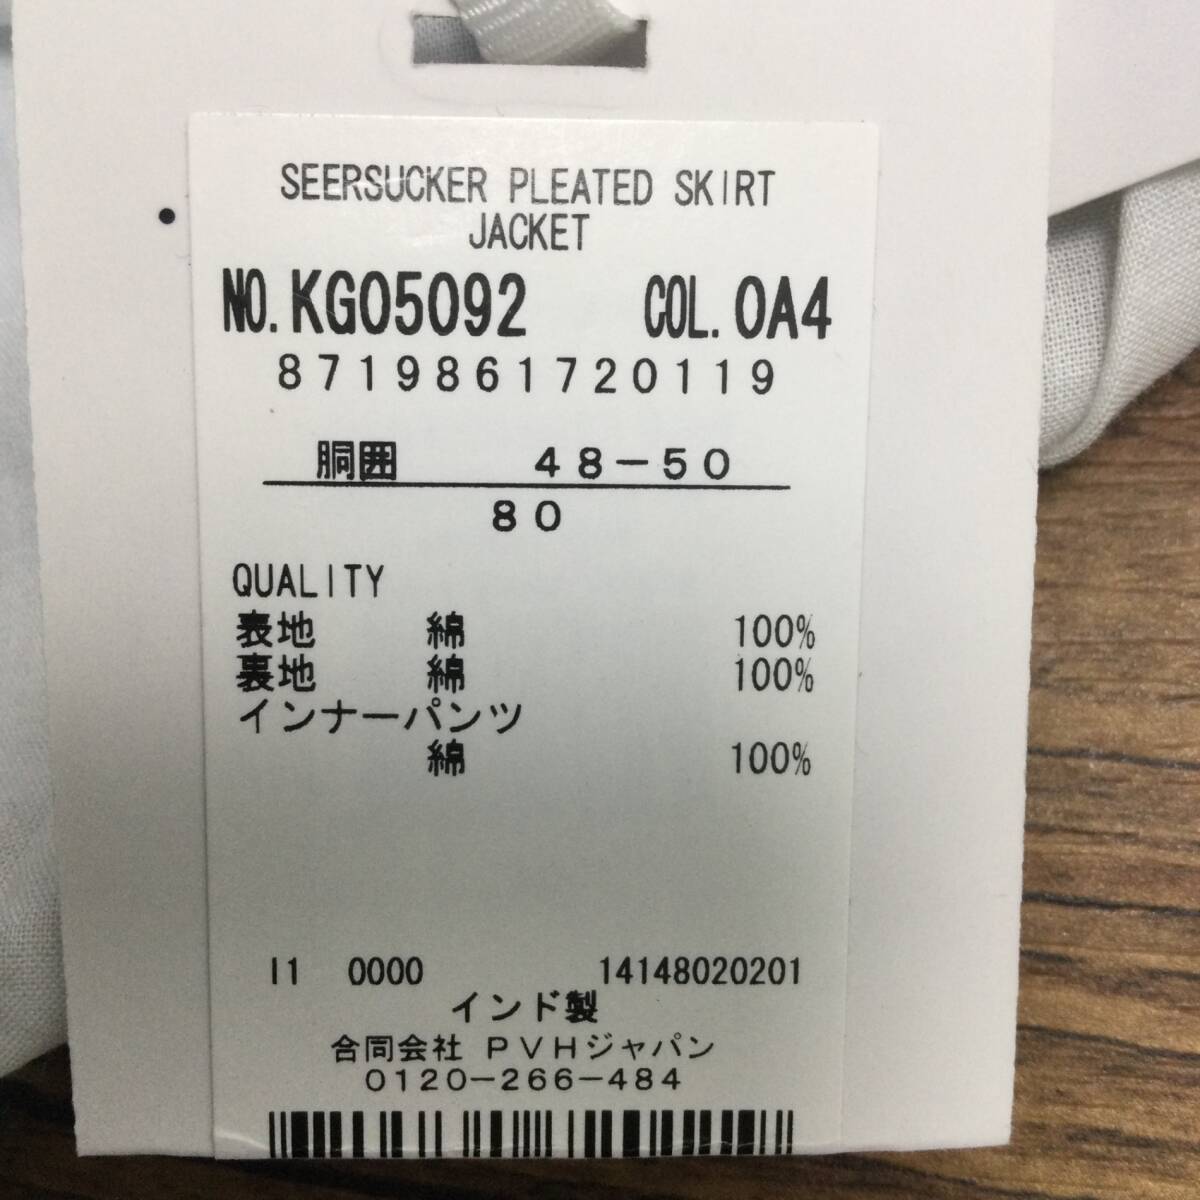 SEERSUCKER PLEATED SKIRT
JACKET
NO.KG05092 COL.0A4
8719861720119
胴囲 48-50
80
QUALITY
表地 綿 100%
裏地 綿 100%
インナーパンツ
綿 100%
I1 0000 14148020201
インド製
合同会社 PVHジャパン
0120-266-484